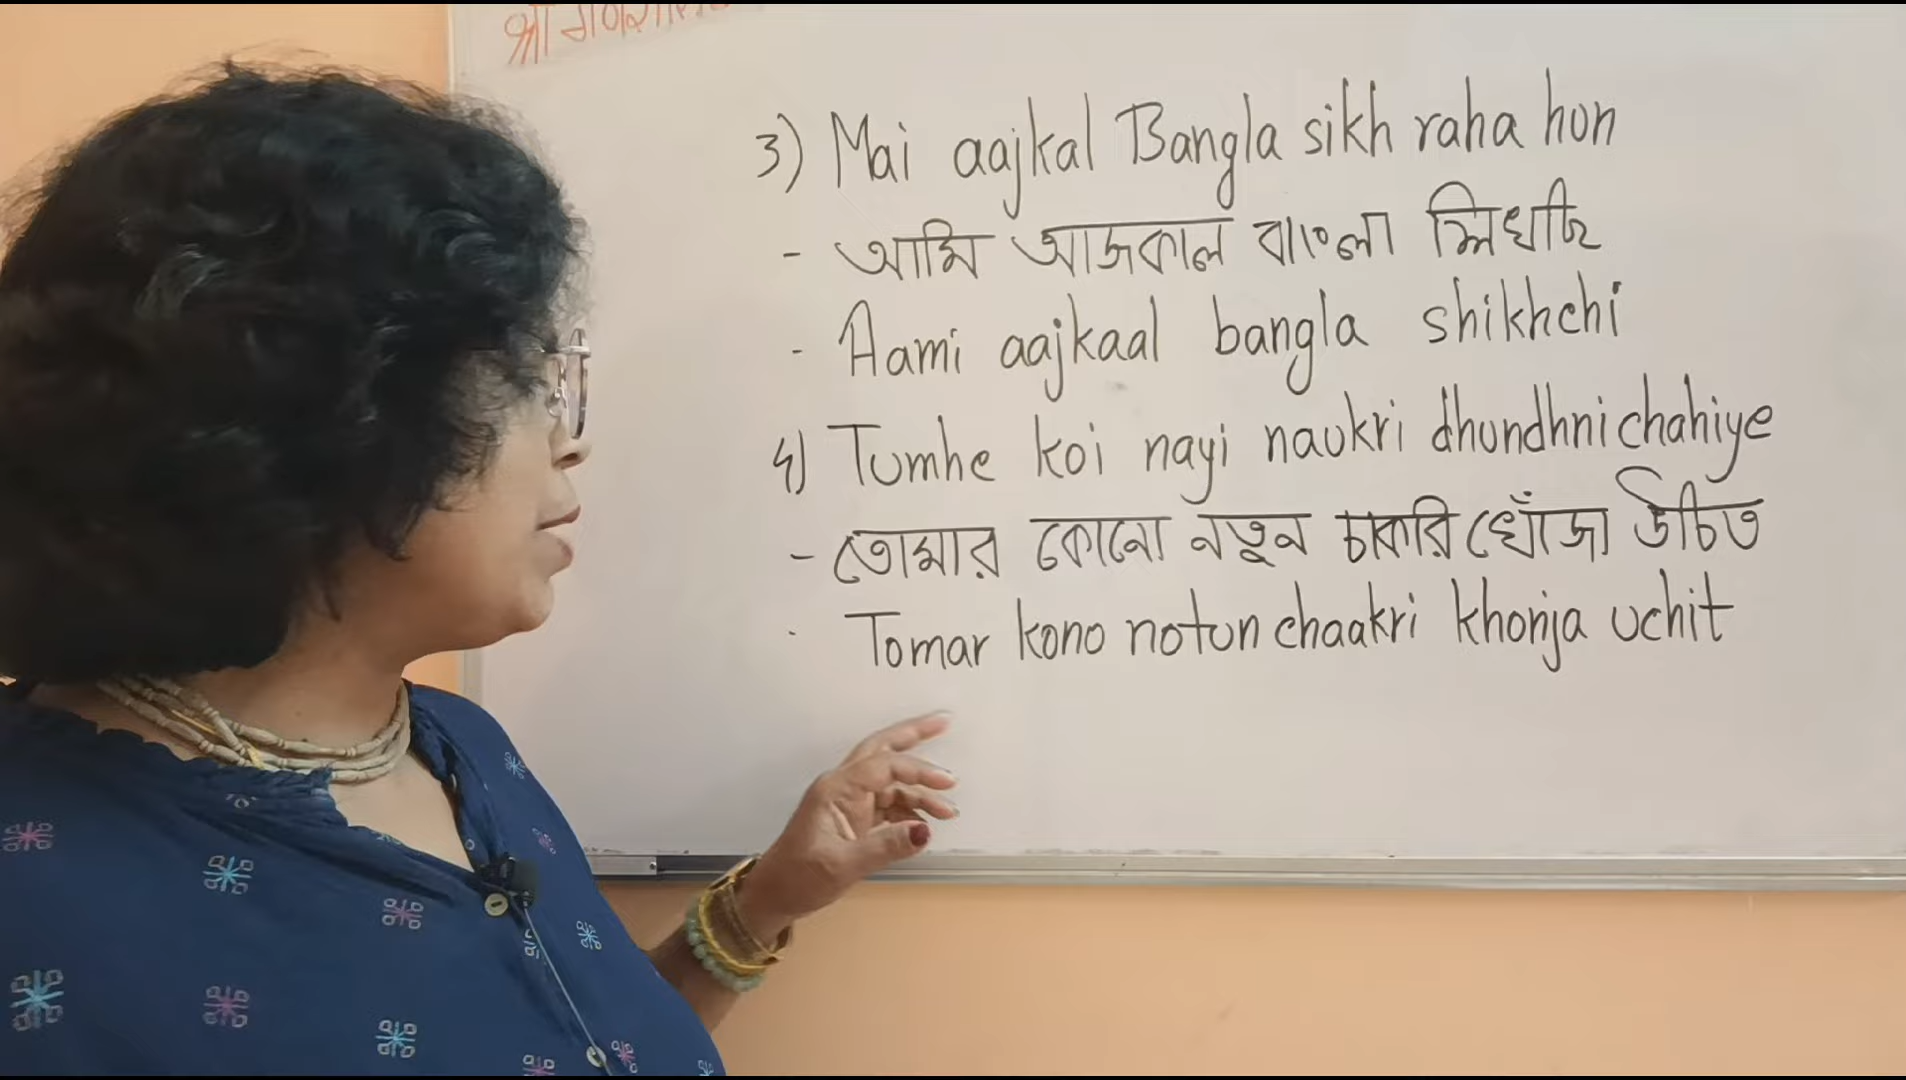 3) Mai aajkal Bangla sikh raha hon
- আমি আজকাল বাংলা শিখছি
- Aami aajkaal bangla shikhchi
4) Tumhe koi nayi naukri dhundhni chahiye
- তোমার কোনো নতুন চাকরি খোঁজা উচিত
· Tomar kono notun chaakri khonja uchit